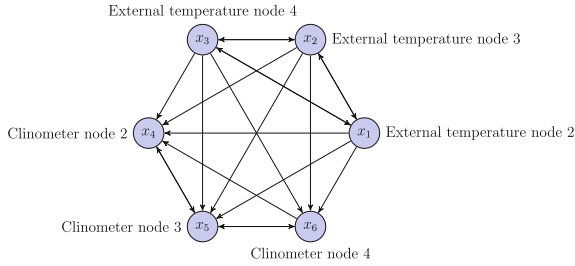 External temperature node 4
x₃
x₂ External temperature node 3
Clinometer node 2 x₄
x₁ External temperature node 2
Clinometer node 3 x₅
x₆
Clinometer node 4